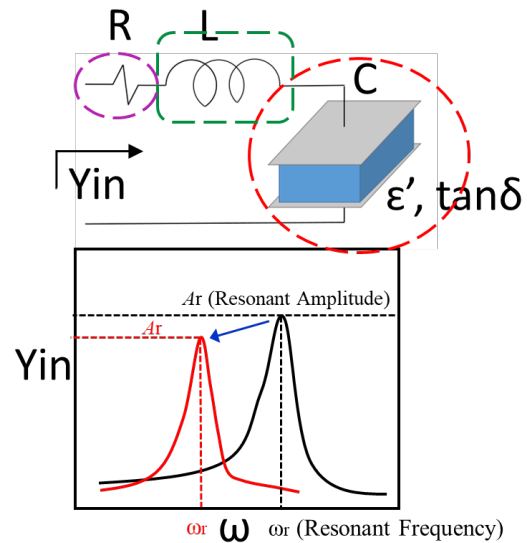 R
L
C
Yin
ε’, tanδ
Ar (Resonant Amplitude)
Ar
Yin
ωr
ω
ωr (Resonant Frequency)